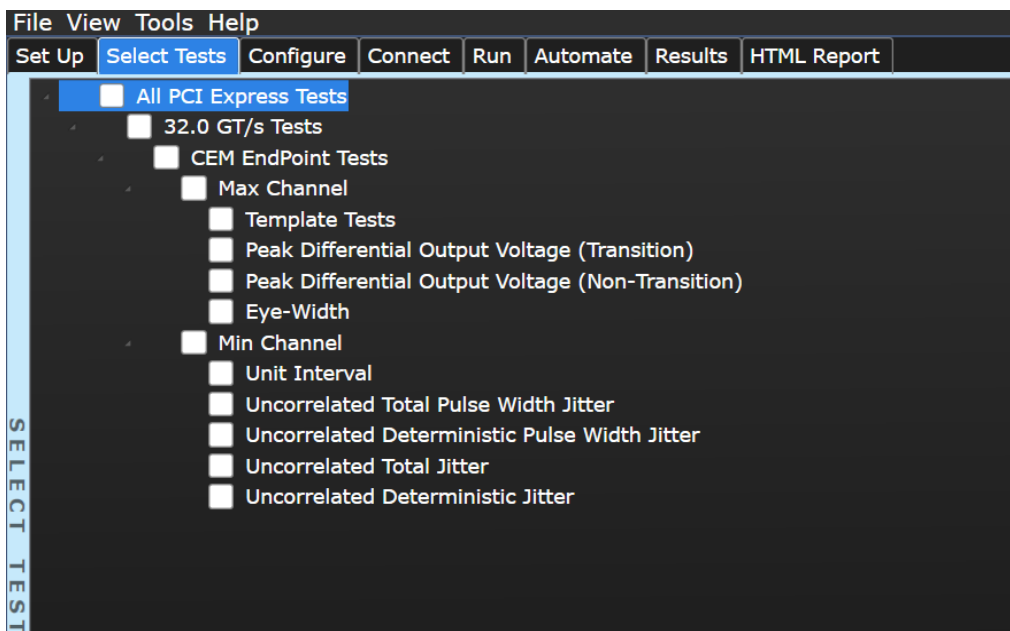 File View Tools Help
Set Up Select Tests Configure Connect Run Automate Results HTML Report
All PCI Express Tests
32.0 GT/s Tests
CEM EndPoint Tests
Max Channel
Template Tests
Peak Differential Output Voltage (Transition)
Peak Differential Output Voltage (Non-Transition)
Eye-Width
Min Channel
Unit Interval
Uncorrelated Total Pulse Width Jitter
Uncorrelated Deterministic Pulse Width Jitter
Uncorrelated Total Jitter
Uncorrelated Deterministic Jitter
SELECT TEST